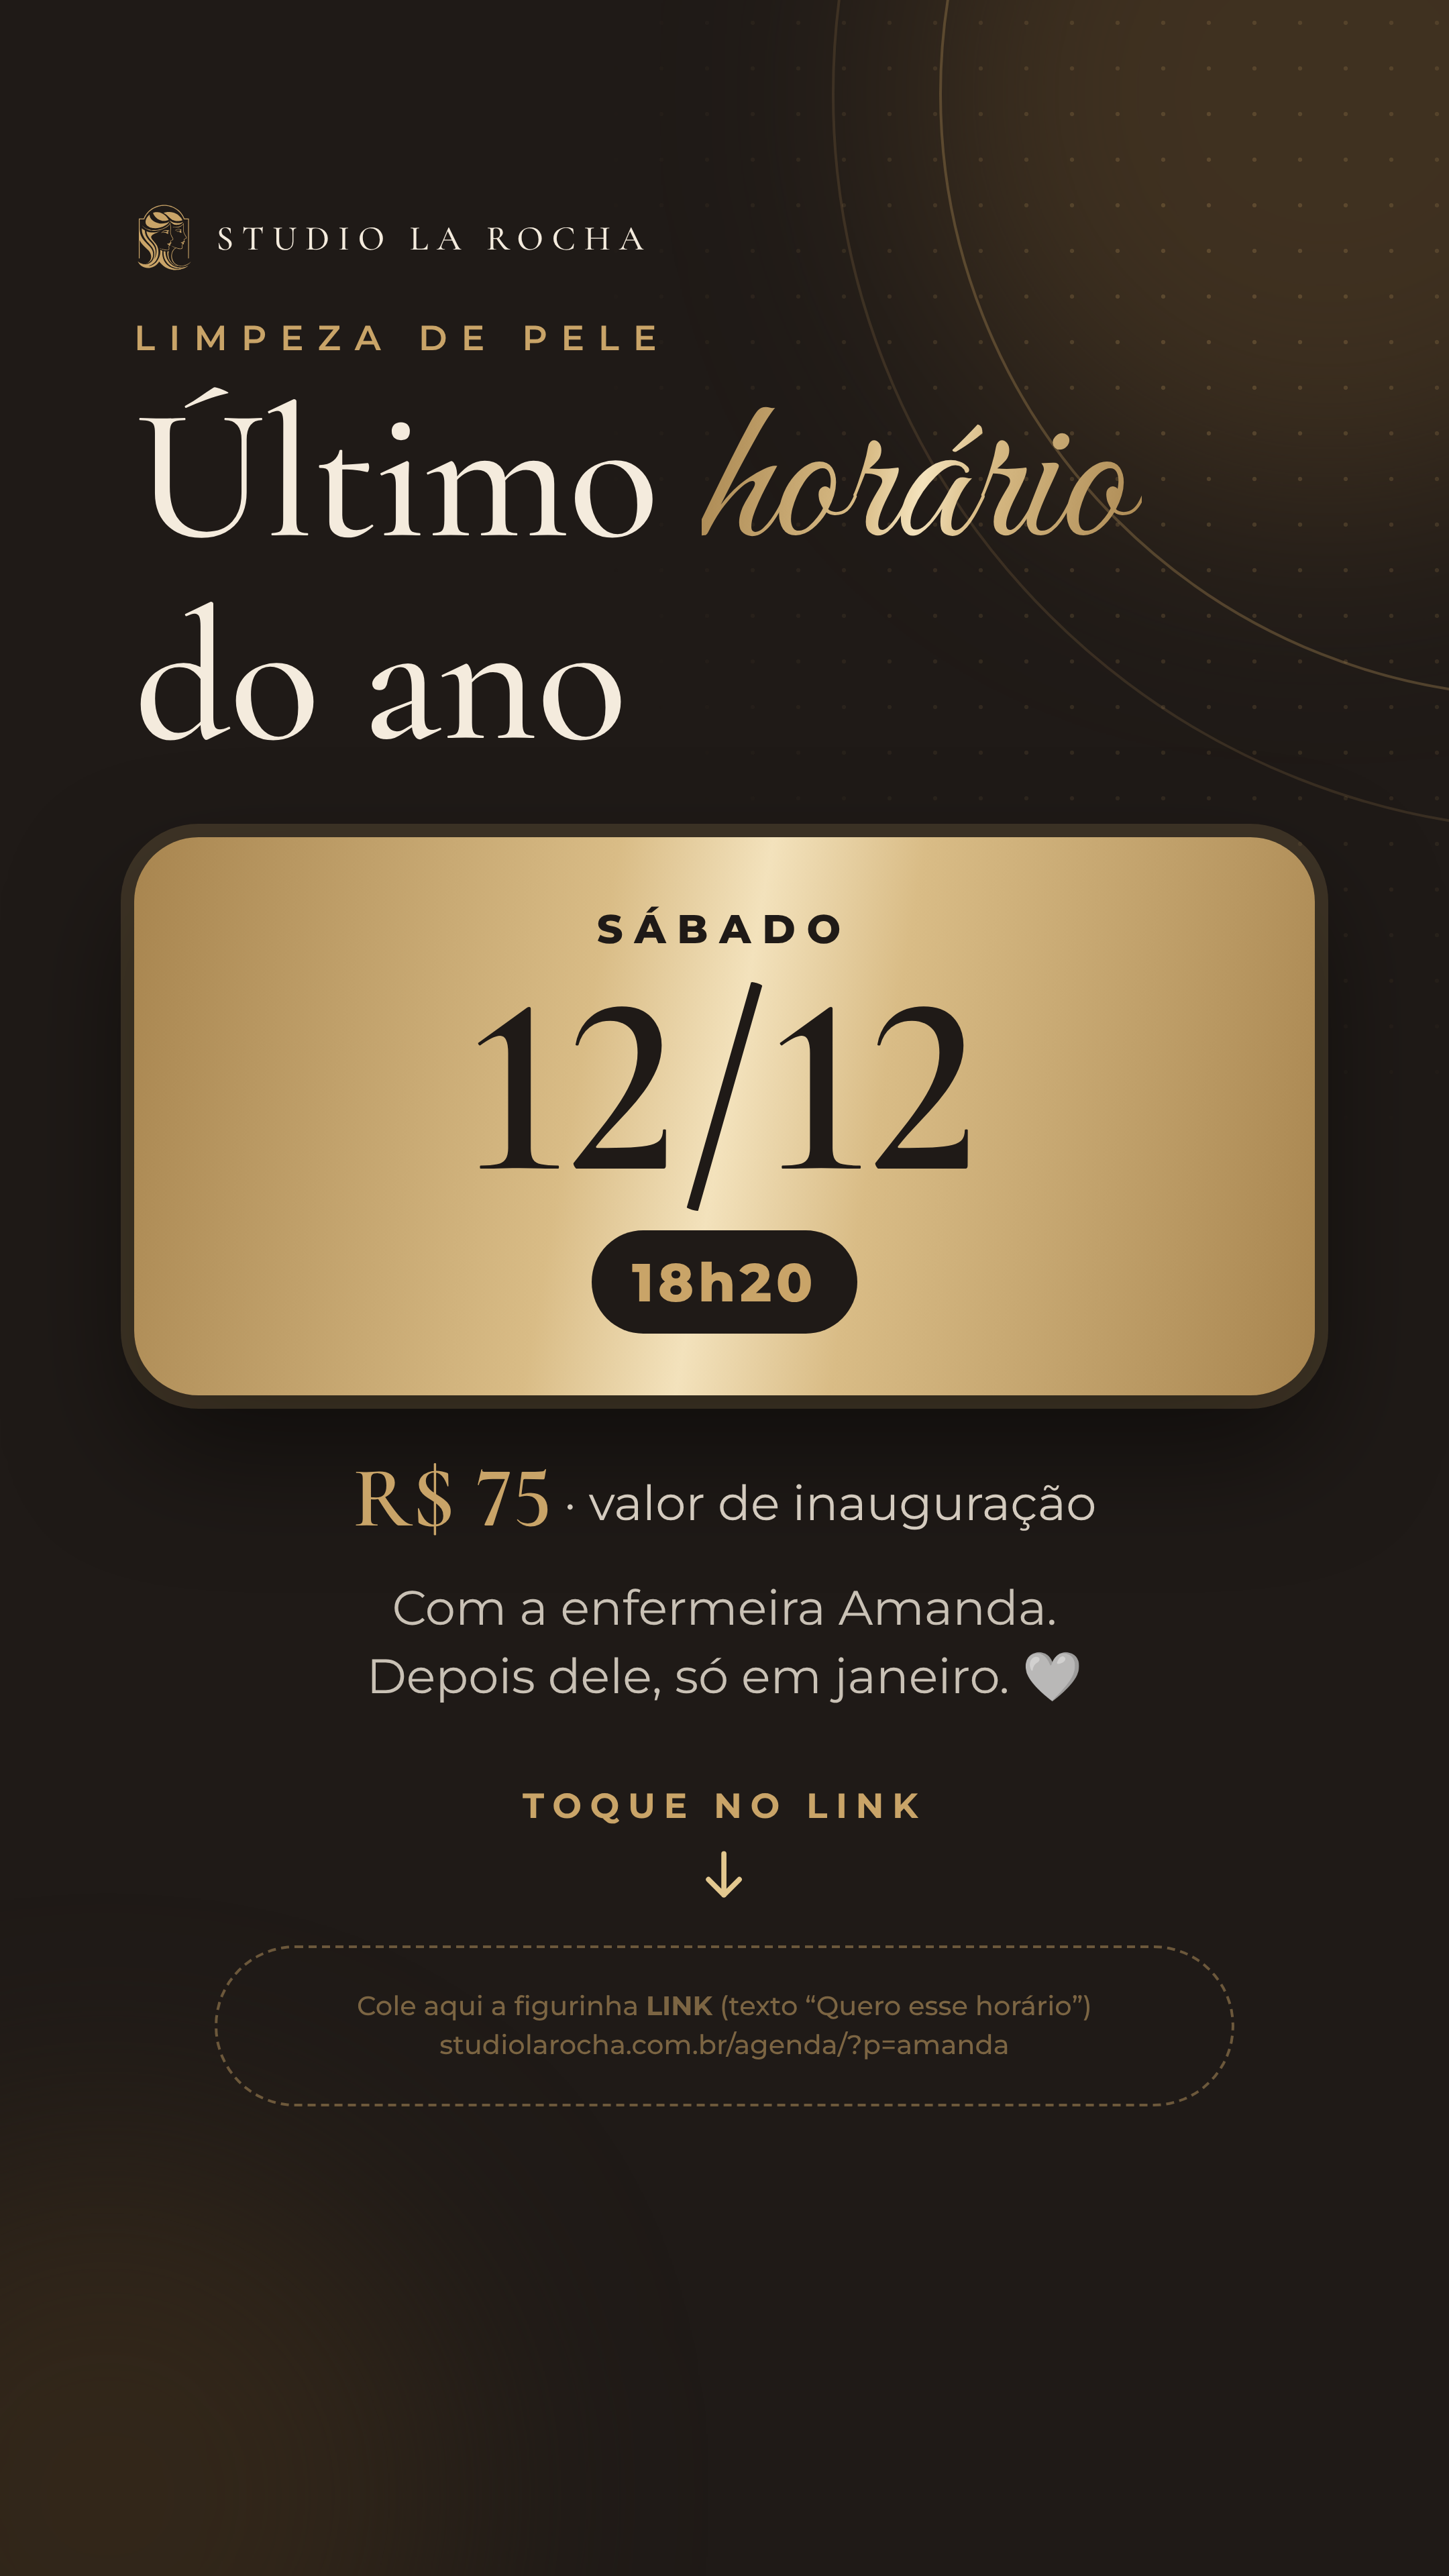 STUDIO LA ROCHA
LIMPEZA DE PELE
Último horário
do ano
SÁBADO
12/12
18h20
R$ 75 · valor de inauguração
Com a enfermeira Amanda.
Depois dele, só em janeiro. 🤍
TOQUE NO LINK
↓
Cole aqui a figurinha LINK (texto “Quero esse horário”)
studiolarocha.com.br/agenda/?p=amanda